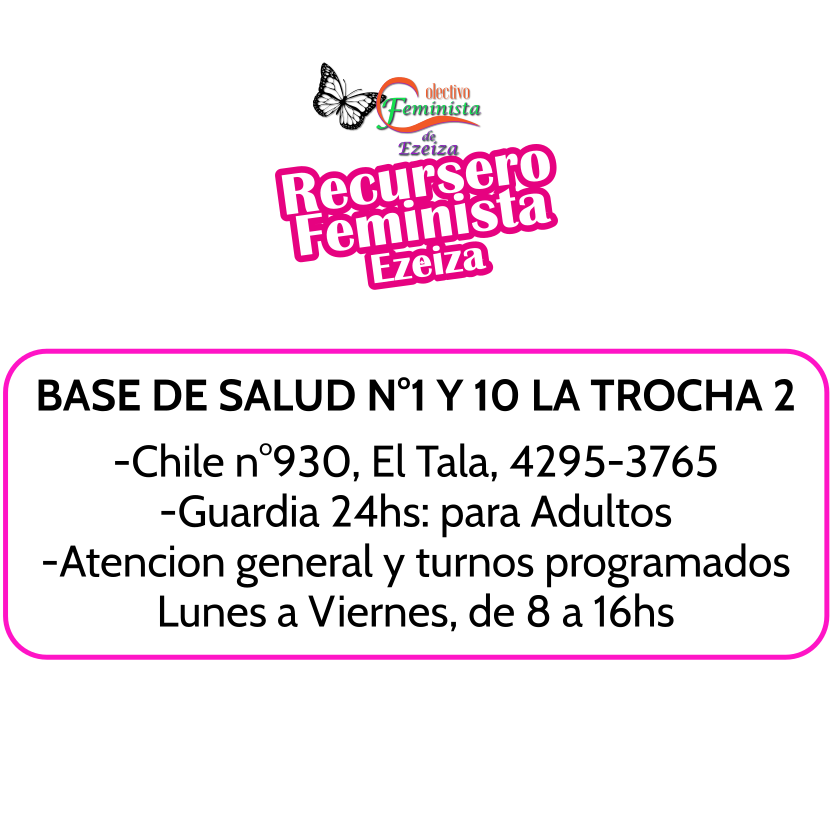 Colectivo
Feminista
de
Ezeiza
Recursero
Feminista
Ezeiza
BASE DE SALUD N°1 Y 10 LA TROCHA 2
-Chile n°930, El Tala, 4295-3765
-Guardia 24hs: para Adultos
-Atencion general y turnos programados
Lunes a Viernes, de 8 a 16hs